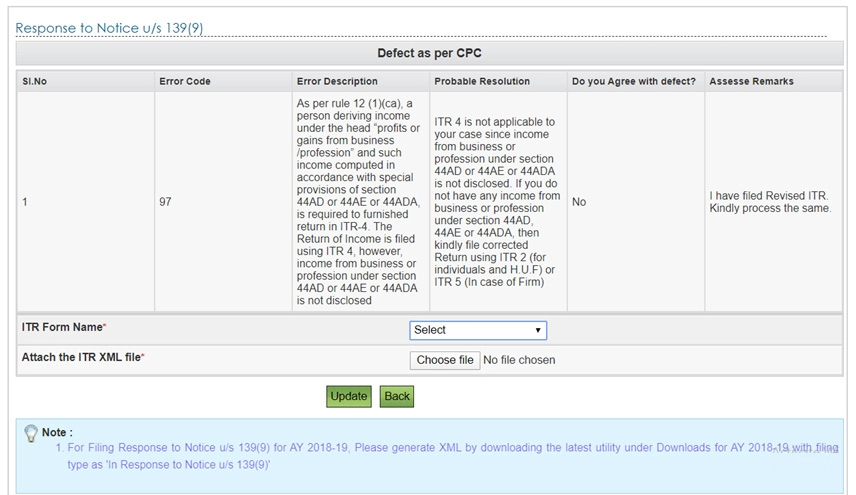 Response to Notice u/s 139(9)
Defect as per CPC
Sl.No
Error Code
Error Description
Probable Resolution
Do you Agree with defect?
Assesse Remarks
1
97
As per rule 12 (1)(ca), a
person deriving income
under the head "profits or
gains from business
/profession" and such
income computed in
accordance with special
provisions of section
44AD or 44AE or 44ADA,
is required to furnished
return in ITR-4. The
Return of Income is filed
using ITR 4, however,
income from business or
profession under section
44AD or 44AE or 44ADA
is not disclosed
ITR 4 is not applicable to
your case since income
from business or
profession under section
44AD or 44AE or 44ADA
is not disclosed. If you do
not have any income from
business or profession
under section 44AD,
44AE or 44ADA, then
kindly file corrected
Return using ITR 2 (for
individuals and H.U.F) or
ITR 5 (In case of Firm)
No
I have filed Revised ITR.
Kindly process the same.
ITR Form Name*
Select
Attach the ITR XML file*
Choose file No file chosen
Update
Back
Note :
1. For Filing Response to Notice u/s 139(9) for AY 2018-19, Please generate XML by downloading the latest utility under Downloads for AY 2018-19 with filing
type as 'In Response to Notice u/s 139(9)'